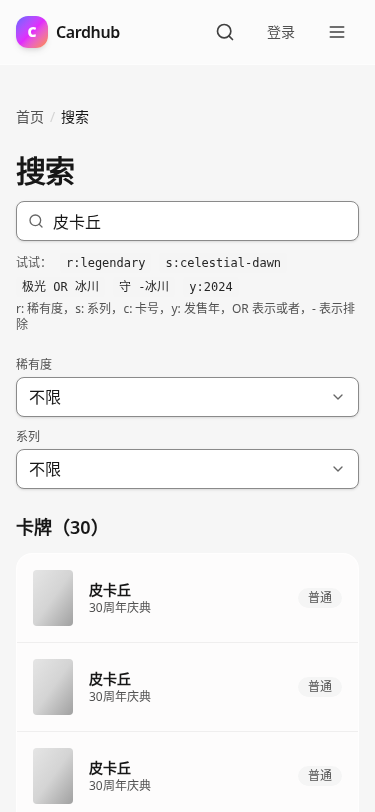 C Cardhub 登录
首页 / 搜索
搜索
皮卡丘
试试: r:legendary s:celestial-dawn
极光 OR 冰川 守 -冰川 y:2024
r: 稀有度，s: 系列，c: 卡号，y: 发售年，OR 表示或者，- 表示排
除
稀有度
不限
系列
不限
卡牌（30）
皮卡丘
30周年庆典
普通
皮卡丘
30周年庆典
普通
皮卡丘
30周年庆典
普通